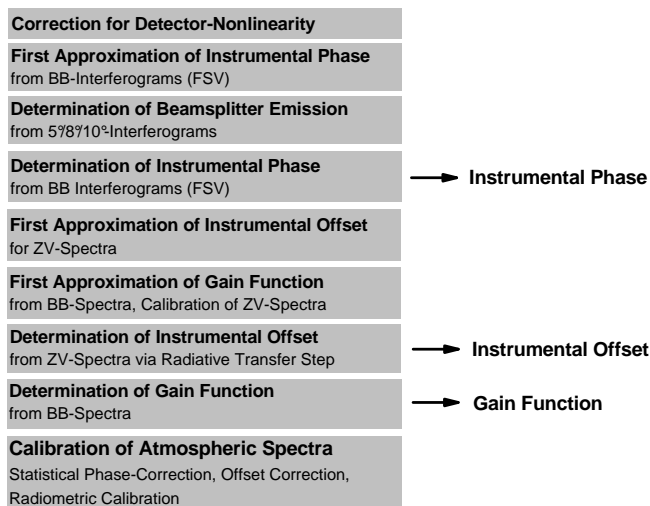 Correction for Detector-Nonlinearity
First Approximation of Instrumental Phase
from BB-Interferograms (FSV)
Determination of Beamsplitter Emission
from 5°/8°/10°-Interferograms
Determination of Instrumental Phase
from BB Interferograms (FSV)
Instrumental Phase
First Approximation of Instrumental Offset
for ZV-Spectra
First Approximation of Gain Function
from BB-Spectra, Calibration of ZV-Spectra
Determination of Instrumental Offset
from ZV-Spectra via Radiative Transfer Step
Instrumental Offset
Determination of Gain Function
from BB-Spectra
Gain Function
Calibration of Atmospheric Spectra
Statistical Phase-Correction, Offset Correction,
Radiometric Calibration